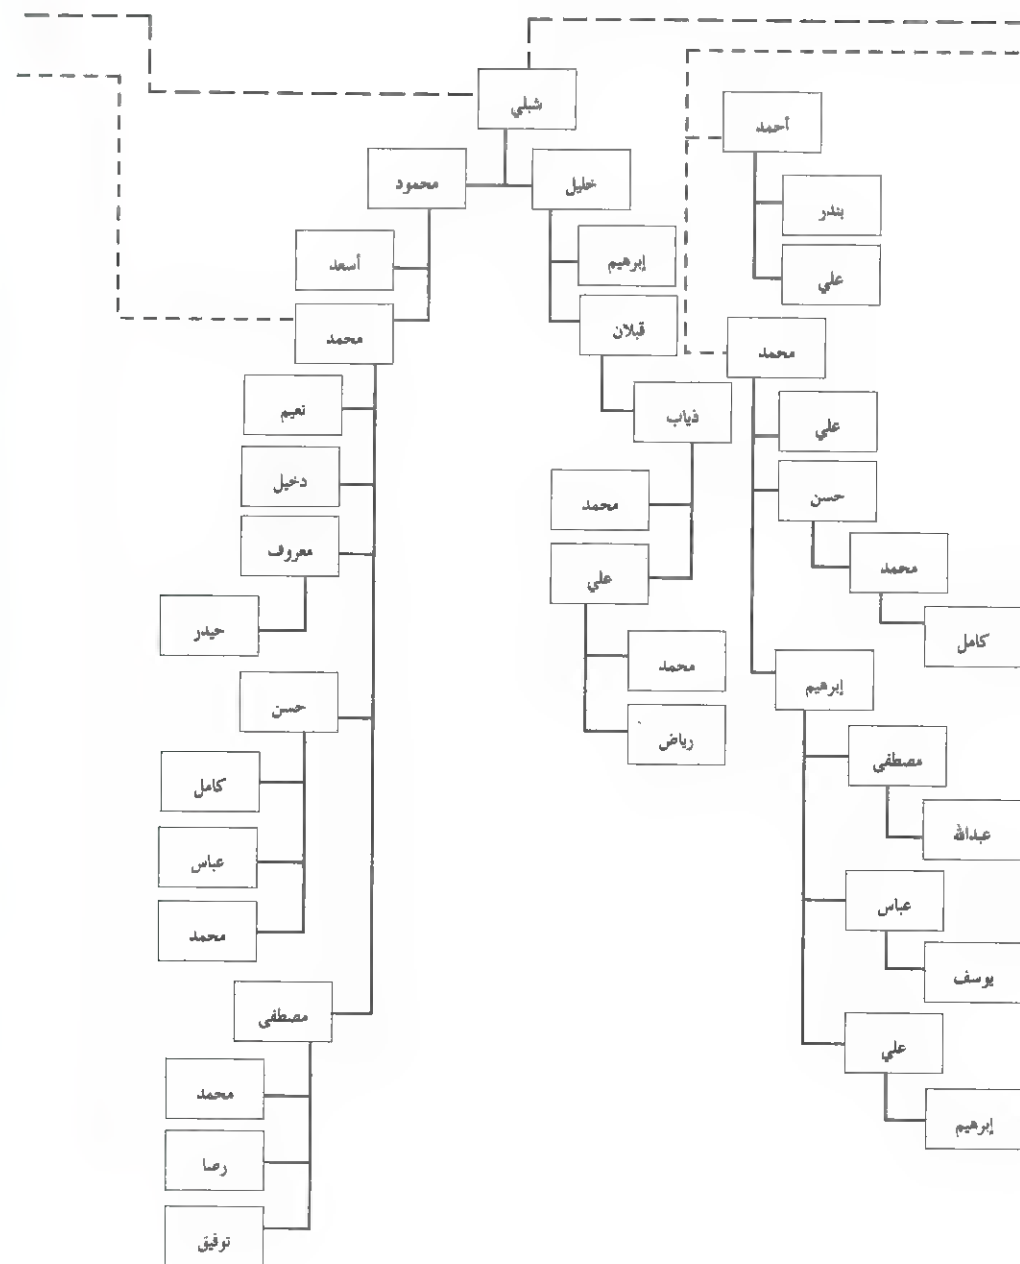 شبلي
أحمد
محمود
خليل
بندر
أسعد
إبرهيم
علي
محمد
قبلان
محمد
نعيم
ذياب
علي
دخيل
محمد
حسن
معروف
علي
محمد
حيدر
كامل
حسن
محمد
إبرهيم
كامل
رياض
مصطفى
عباس
عبدالله
محمد
عباس
مصطفى
يوسف
محمد
علي
رصا
إبرهيم
توفيق